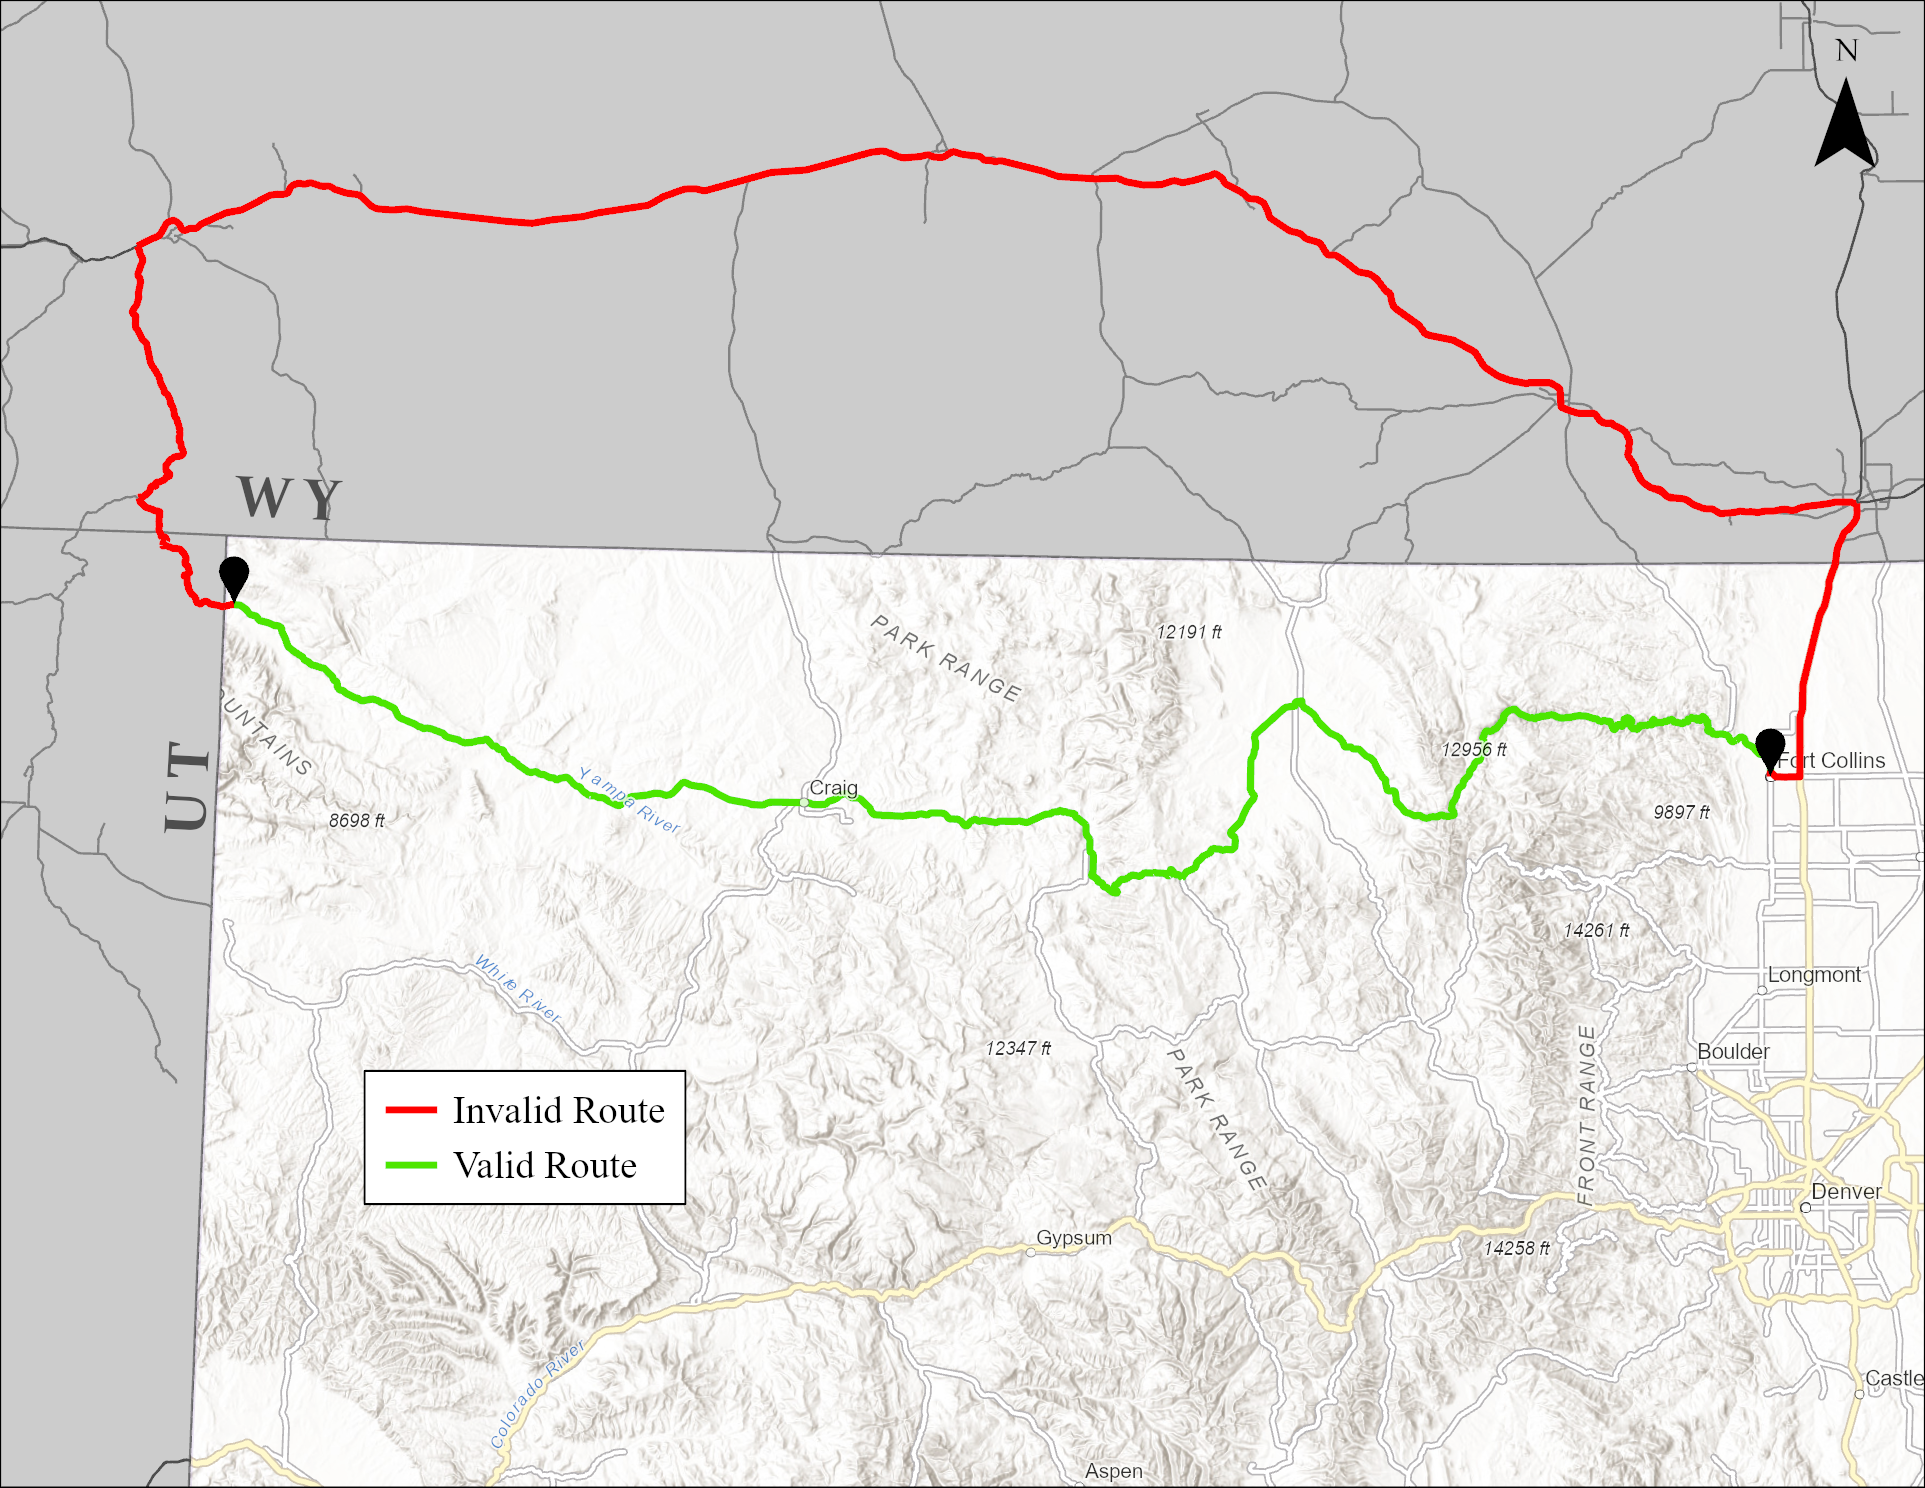 N
WY
PARK RANGE
12191 ft
UNTAINS
UT
12956 ft
Fort Collins
Yampa River
Craig
8698 ft
9897 ft
White River
14261 ft
Longmont
12347 ft
Boulder
PARK RANGE
FRONT RANGE
Invalid Route
Valid Route
Denver
Gypsum
14258 ft
Colorado River
Castle
Aspen